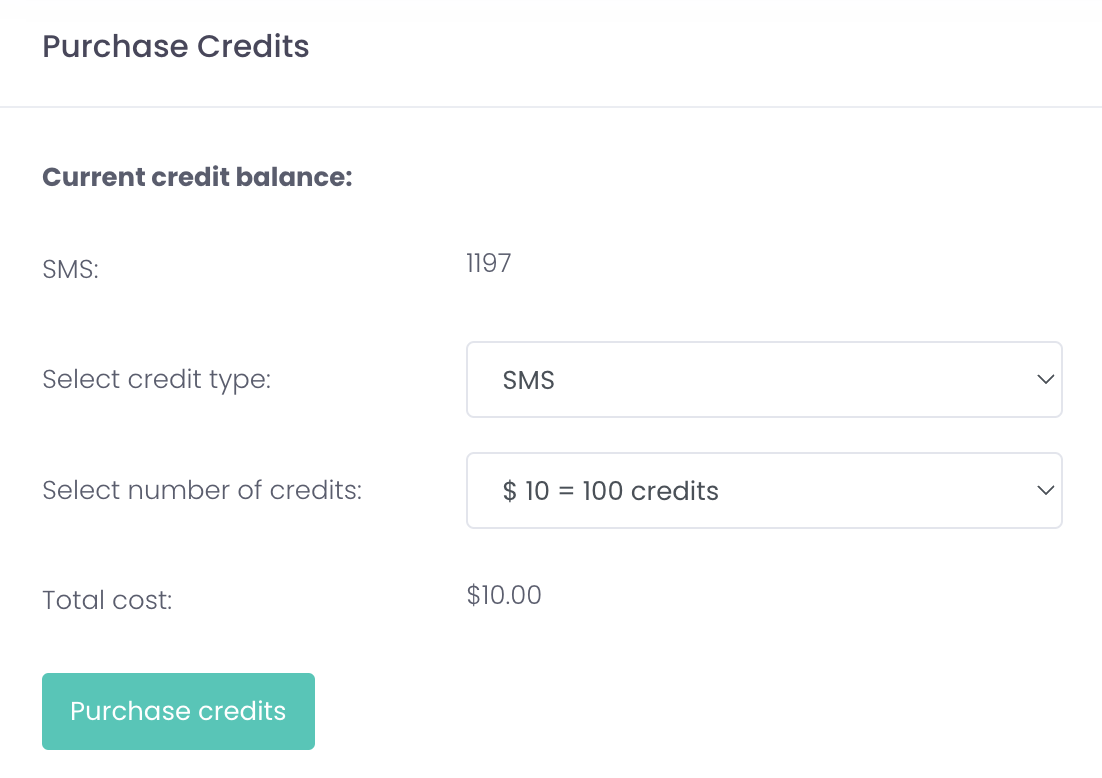 Purchase Credits
Current credit balance:
SMS: 1197
Select credit type: SMS
Select number of credits: $ 10 = 100 credits
Total cost: $10.00
Purchase credits